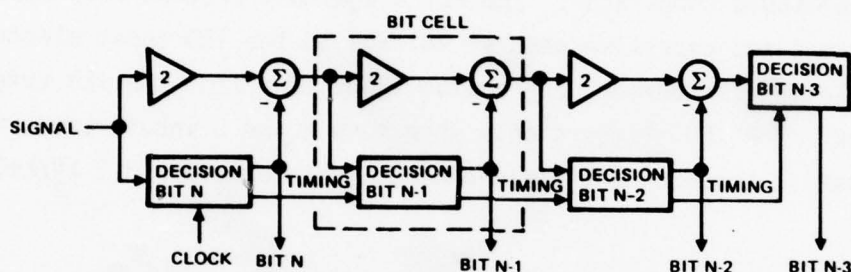 BIT CELL
2
Σ
2
Σ
2
Σ
DECISION
BIT N-3
-
-
-
SIGNAL
DECISION
BIT N
TIMING
DECISION
BIT N-1
TIMING
DECISION
BIT N-2
TIMING
CLOCK
BIT N
BIT N-1
BIT N-2
BIT N-3